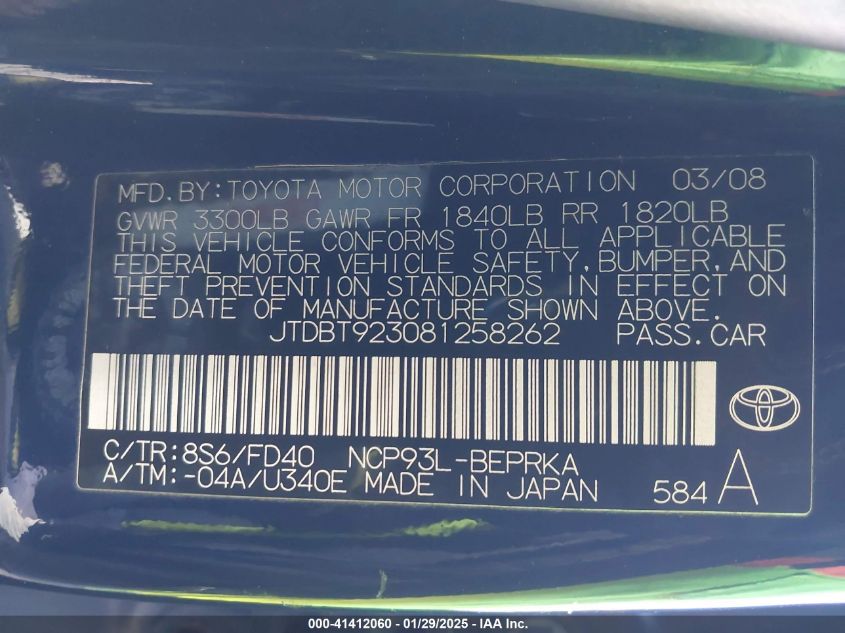 MFD. BY: TOYOTA MOTOR CORPORATION 03/08
GVWR 3300LB GAWR FR 1840LB RR 1820LB
THIS VEHICLE CONFORMS TO ALL APPLICABLE
FEDERAL MOTOR VEHICLE SAFETY, BUMPER, AND
THEFT PREVENTION STANDARDS IN EFFECT ON
THE DATE OF MANUFACTURE SHOWN ABOVE.
JTDBT923081258262 PASS. CAR
C/TR: 8S6/FD40 NCP93L-BEPRKA
A/TM: -04A/U340E MADE IN JAPAN 584 A
000-41412060 - 01/29/2025 - IAA Inc.